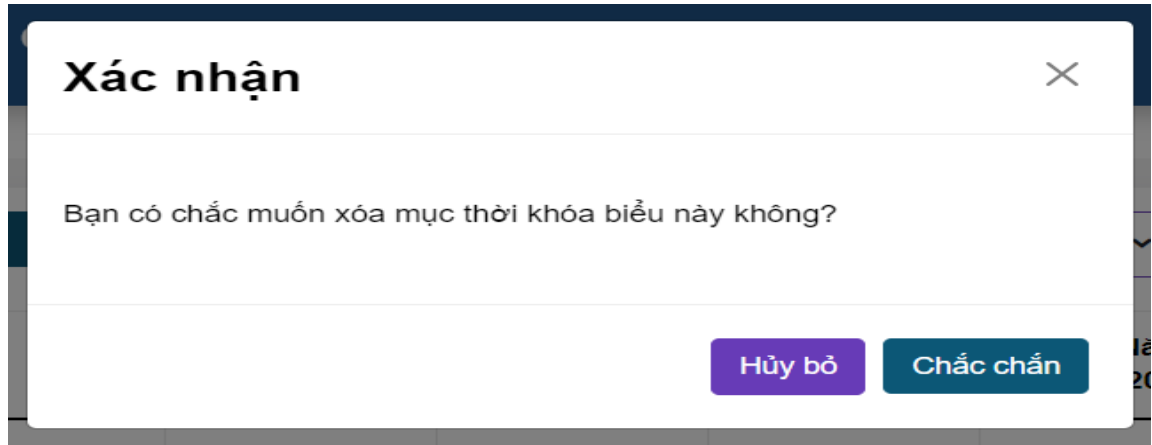 Xác nhận
Bạn có chắc muốn xóa mục thời khóa biểu này không?
Hủy bỏ
Chắc chắn